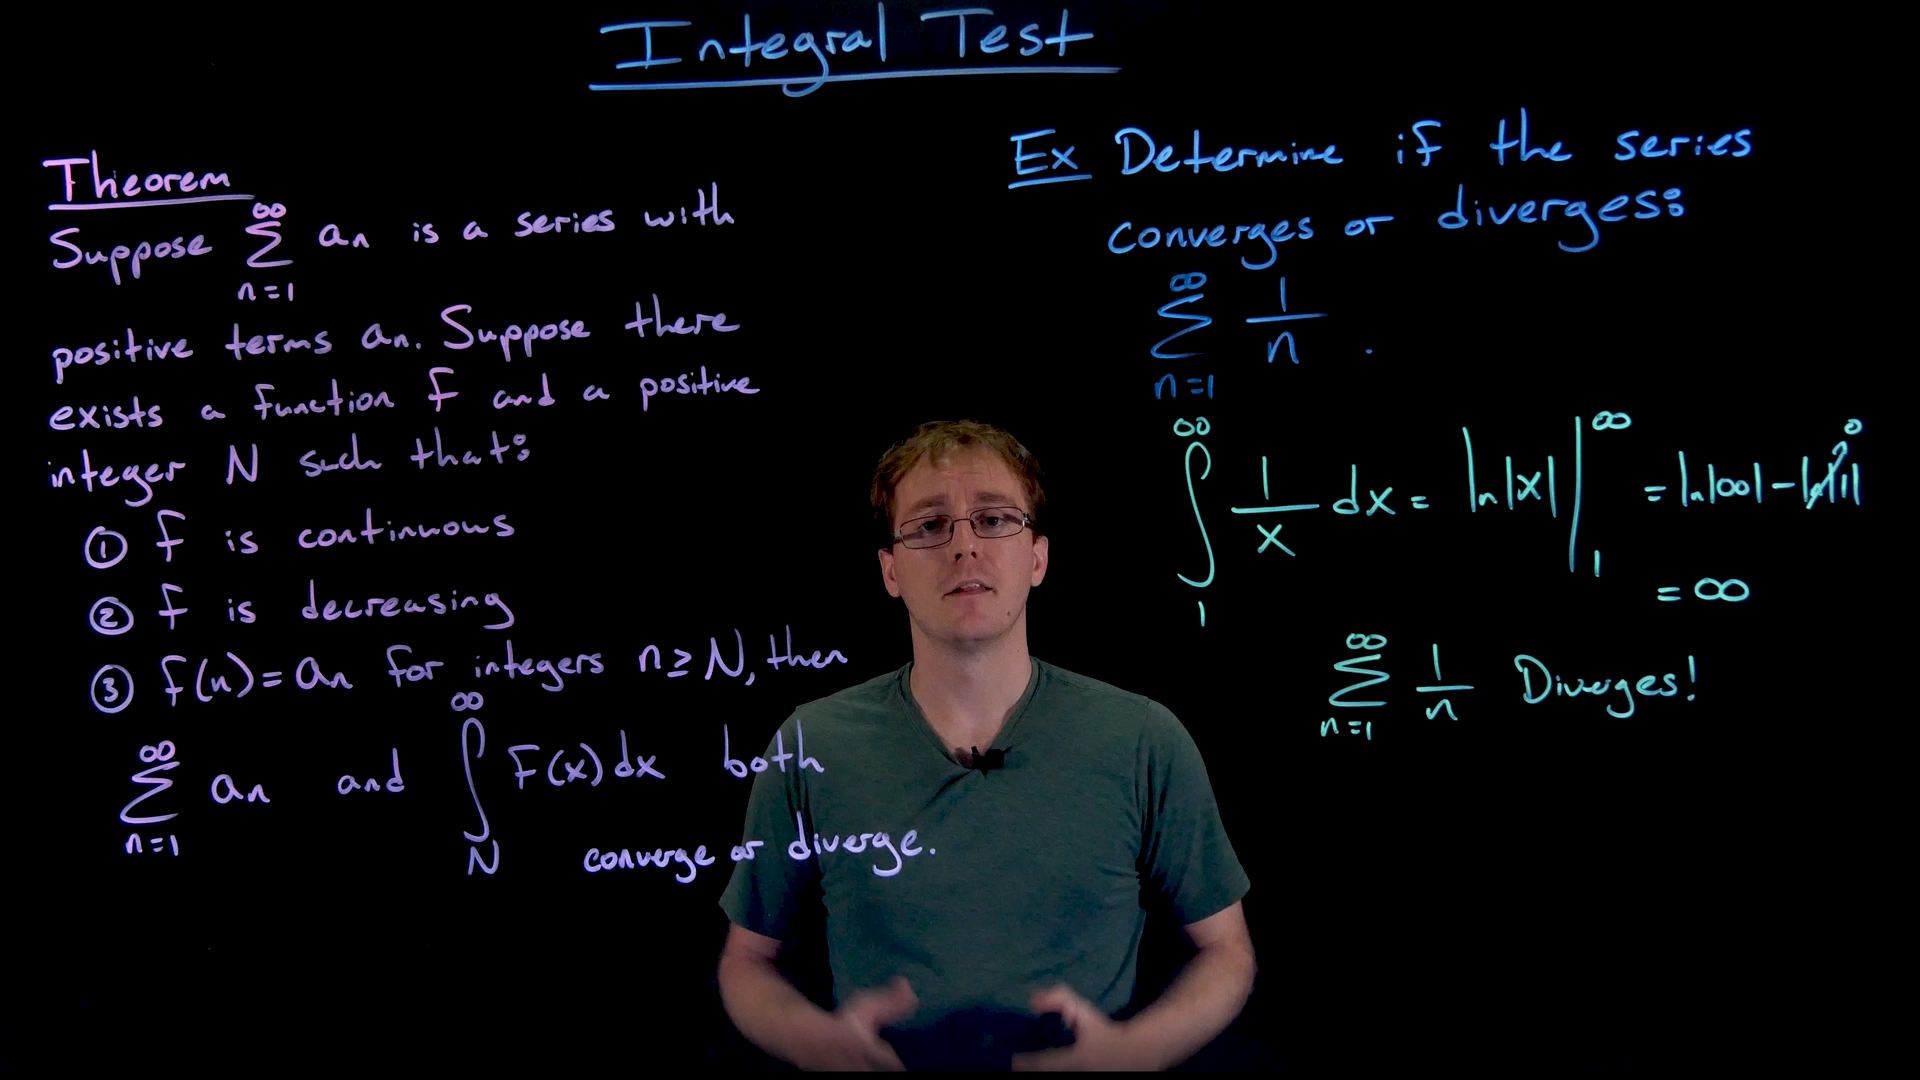 Integral Test
Theorem
Suppose ∞ Σ n=1 an is a series with
positive terms an. Suppose there
exists a function f and a positive
integer N such that:
① f is continuous
② f is decreasing
③ f(n)=an for integers n≥N, then
∞ Σ n=1 an and ∞ ∫ N f(x)dx both
converge or diverge.
Ex Determine if the series
converges or diverges:
∞ Σ n=1 1/n .
∞ ∫ 1 1/x dx = ln|x| | ∞ 1 = ln|∞| - ln|1| 0
= ∞
∞ Σ n=1 1/n Diverges!